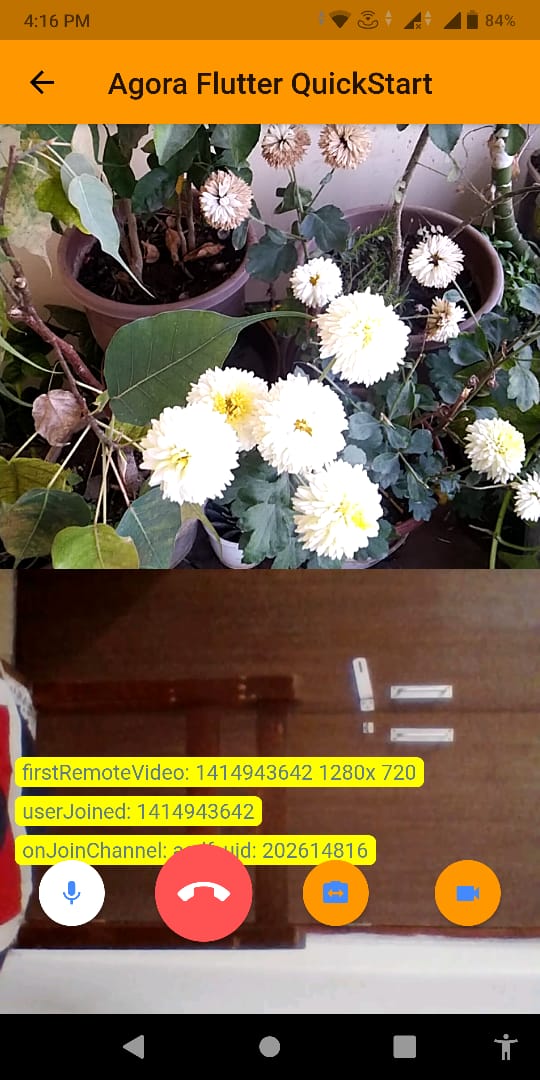 4:16 PM
84%
Agora Flutter QuickStart
firstRemoteVideo: 1414943642 1280x 720
userJoined: 1414943642
onJoinChannel: uid: 202614816